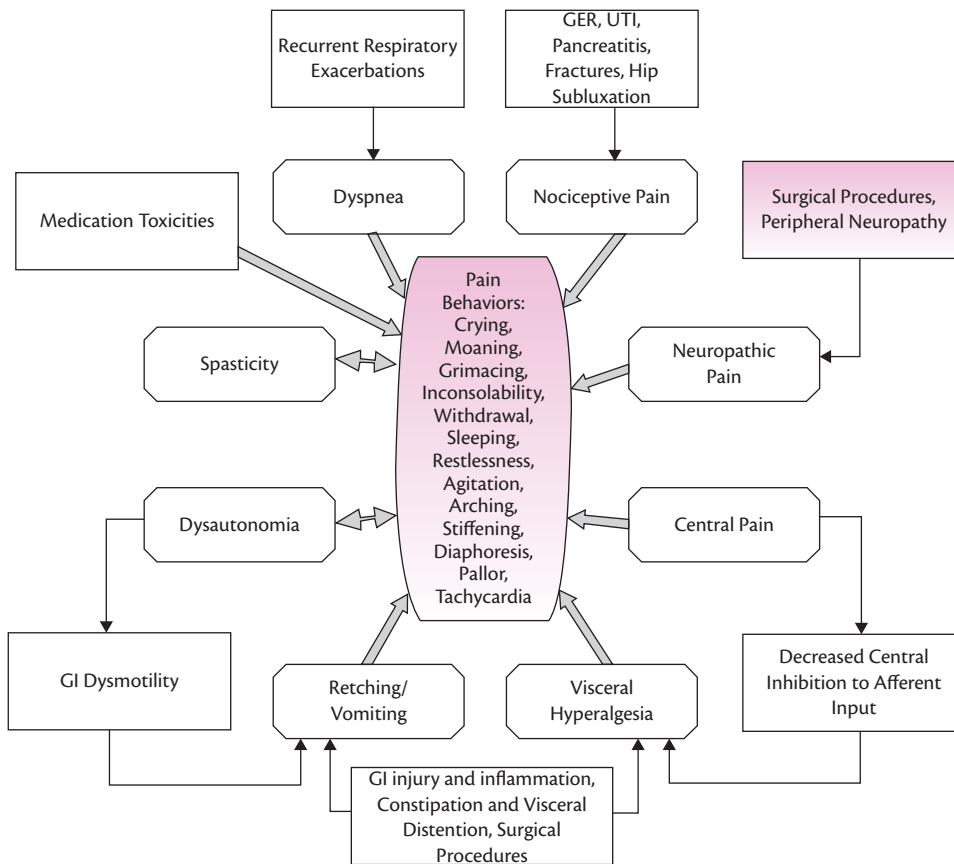 Recurrent Respiratory
Exacerbations
GER, UTI,
Pancreatitis,
Fractures, Hip
Subluxation
Medication Toxicities
Dyspnea
Nociceptive Pain
Surgical Procedures,
Peripheral Neuropathy
Pain
Behaviors:
Crying,
Moaning,
Grimacing,
Inconsolability,
Withdrawal,
Sleeping,
Restlessness,
Agitation,
Arching,
Stiffening,
Diaphoresis,
Pallor,
Tachycardia
Spasticity
Neuropathic
Pain
Dysautonomia
Central Pain
GI Dysmotility
Retching/
Vomiting
Visceral
Hyperalgesia
Decreased Central
Inhibition to Afferent
Input
GI injury and inflammation,
Constipation and Visceral
Distention, Surgical
Procedures